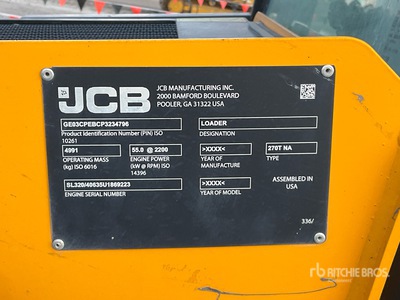 JCB
JCB MANUFACTURING INC.
2000 BAMFORD BOULEVARD
POOLER, GA 31322 USA
GE03CPEBCP3234796
Product Identification Number (PIN) ISO
10261
LOADER
DESIGNATION
4991
OPERATING MASS
(kg) ISO 6016
55.0 @ 2200
ENGINE POWER
(kW @ RPM) ISO
14396
>XXXX<
YEAR OF
MANUFACTURE
270T NA
TYPE
SL320/40635U1869223
ENGINE SERIAL NUMBER
>XXXX<
YEAR OF MODEL
ASSEMBLED IN
USA
336/
rb RITCHIE BROS.